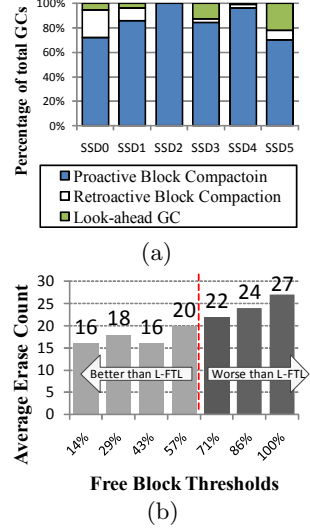 Percentage of total GCs
100%
80%
60%
40%
20%
0%
SSD0 SSD1 SSD2 SSD3 SSD4 SSD5
Proactive Block Compactoin
Retroactive Block Compaction
Look-ahead GC
(a)
Average Erase Count
30
25
20
15
10
5
0
16 18 16 20 22 24 27
Better than L-FTL Worse than L-FTL
14% 29% 43% 57% 71% 86% 100%
Free Block Thresholds
(b)